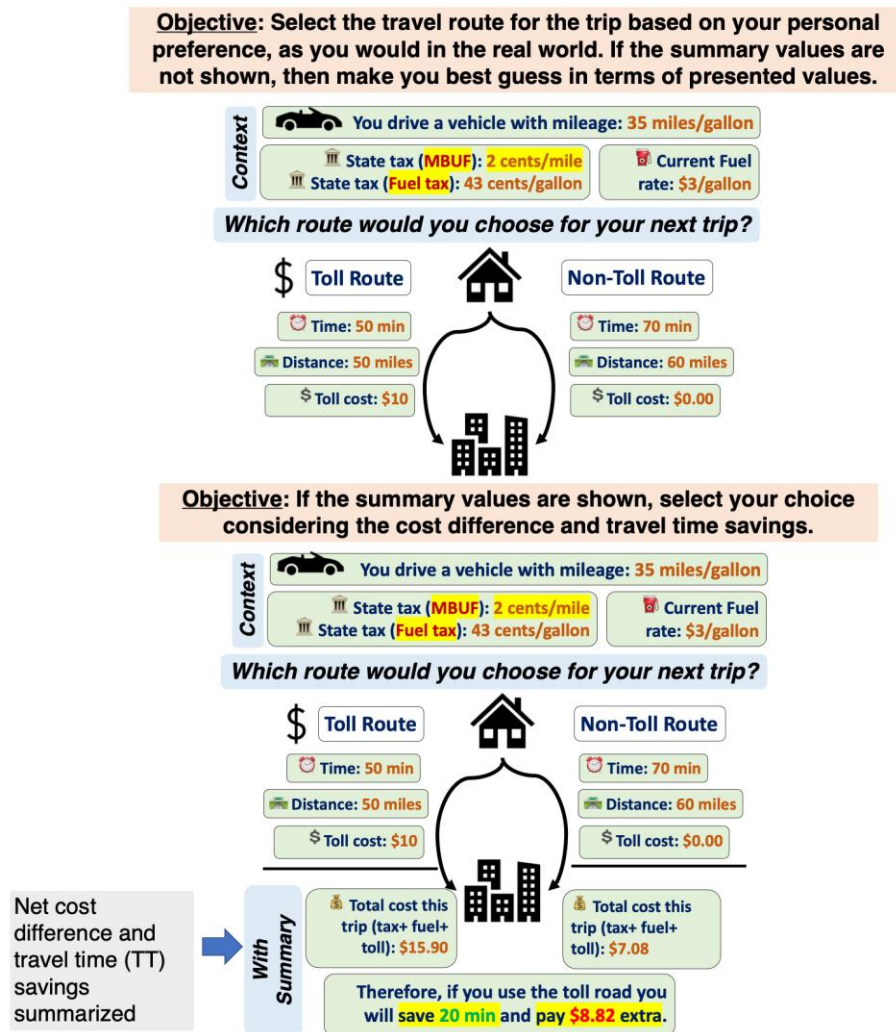 Objective: Select the travel route for the trip based on your personal
preference, as you would in the real world. If the summary values are
not shown, then make you best guess in terms of presented values.
Context
You drive a vehicle with mileage: 35 miles/gallon
State tax (MBUF): 2 cents/mile
State tax (Fuel tax): 43 cents/gallon
Current Fuel
rate: $3/gallon
Which route would you choose for your next trip?
$ Toll Route
Non-Toll Route
Time: 50 min
Time: 70 min
Distance: 50 miles
Distance: 60 miles
$ Toll cost: $10
$ Toll cost: $0.00
Objective: If the summary values are shown, select your choice
considering the cost difference and travel time savings.
Context
You drive a vehicle with mileage: 35 miles/gallon
State tax (MBUF): 2 cents/mile
State tax (Fuel tax): 43 cents/gallon
Current Fuel
rate: $3/gallon
Which route would you choose for your next trip?
$ Toll Route
Non-Toll Route
Time: 50 min
Time: 70 min
Distance: 50 miles
Distance: 60 miles
$ Toll cost: $10
$ Toll cost: $0.00
Net cost
difference and
travel time (TT)
savings
summarized
With
Summary
Total cost this
trip (tax+ fuel+
toll): $15.90
Total cost this
trip (tax+ fuel+
toll): $7.08
Therefore, if you use the toll road you
will save 20 min and pay $8.82 extra.